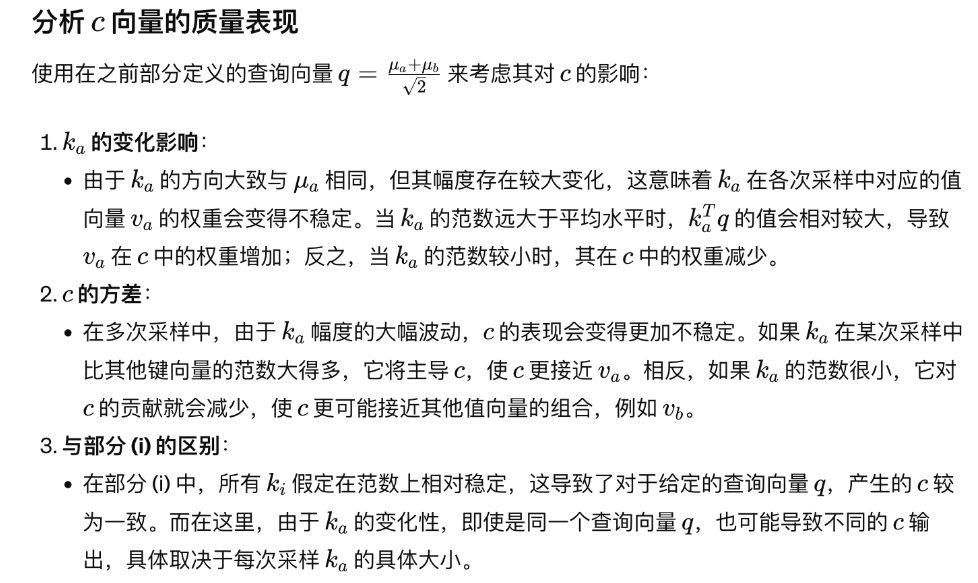 分析 c 向量的质量表现
使用在之前部分定义的查询向量 q = \frac{μ_a+μ_b}{\sqrt{2}} 来考虑其对 c 的影响：
1. k_a 的变化影响：
• 由于 k_a 的方向大致与 μ_a 相同，但其幅度存在较大变化，这意味着 k_a 在各次采样中对应的值
向量 v_a 的权重会变得不稳定。当 k_a 的范数远大于平均水平时，k_a^T q 的值会相对较大，导致
v_a 在 c 中的权重增加；反之，当 k_a 的范数较小时，其在 c 中的权重减少。
2. c 的方差：
• 在多次采样中，由于 k_a 幅度的大幅波动，c 的表现会变得更加不稳定。如果 k_a 在某次采样中
比其他键向量的范数大得多，它将主导 c，使 c 更接近 v_a。相反，如果 k_a 的范数很小，它对
c 的贡献就会减少，使 c 更可能接近其他值向量的组合，例如 v_b。
3. 与部分 (i) 的区别：
• 在部分 (i) 中，所有 k_i 假定在范数上相对稳定，这导致了对于给定的查询向量 q，产生的 c 较
为一致。而在这里，由于 k_a 的变化性，即使是同一个查询向量 q，也可能导致不同的 c 输
出，具体取决于每次采样 k_a 的具体大小。